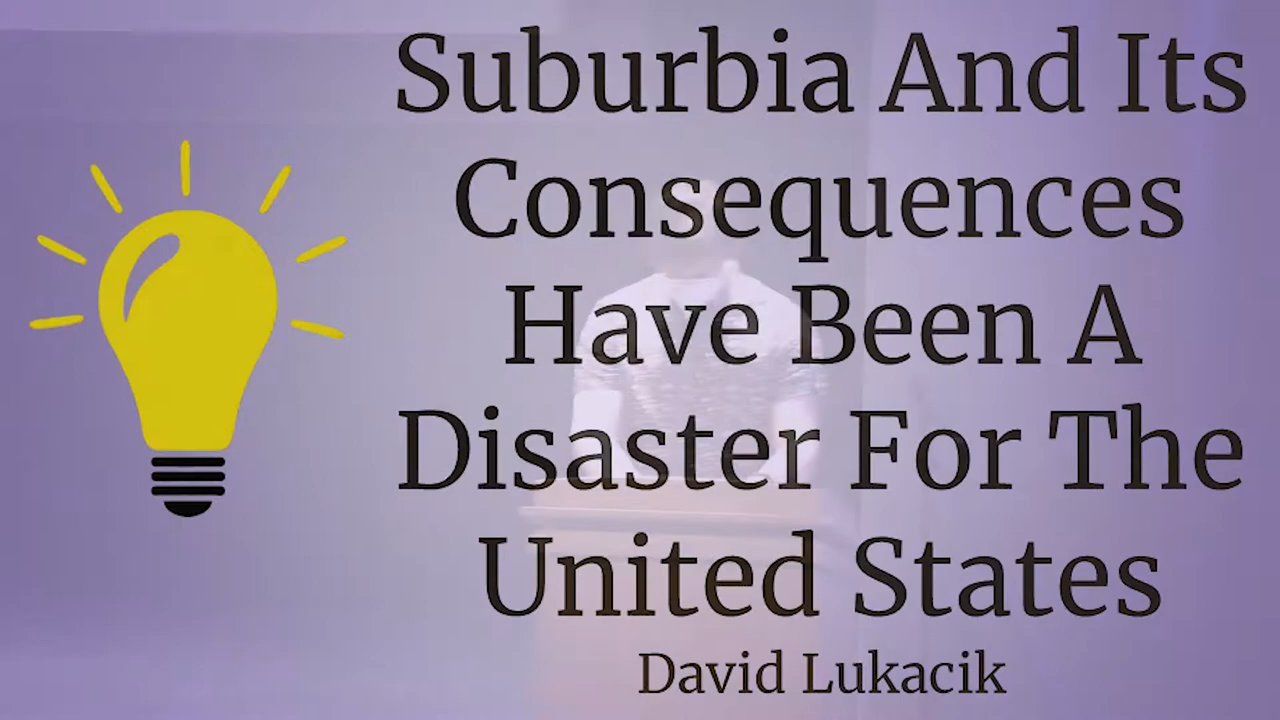 Suburbia And Its
Consequences
Have Been A
Disaster For The
United States
David Lukacik